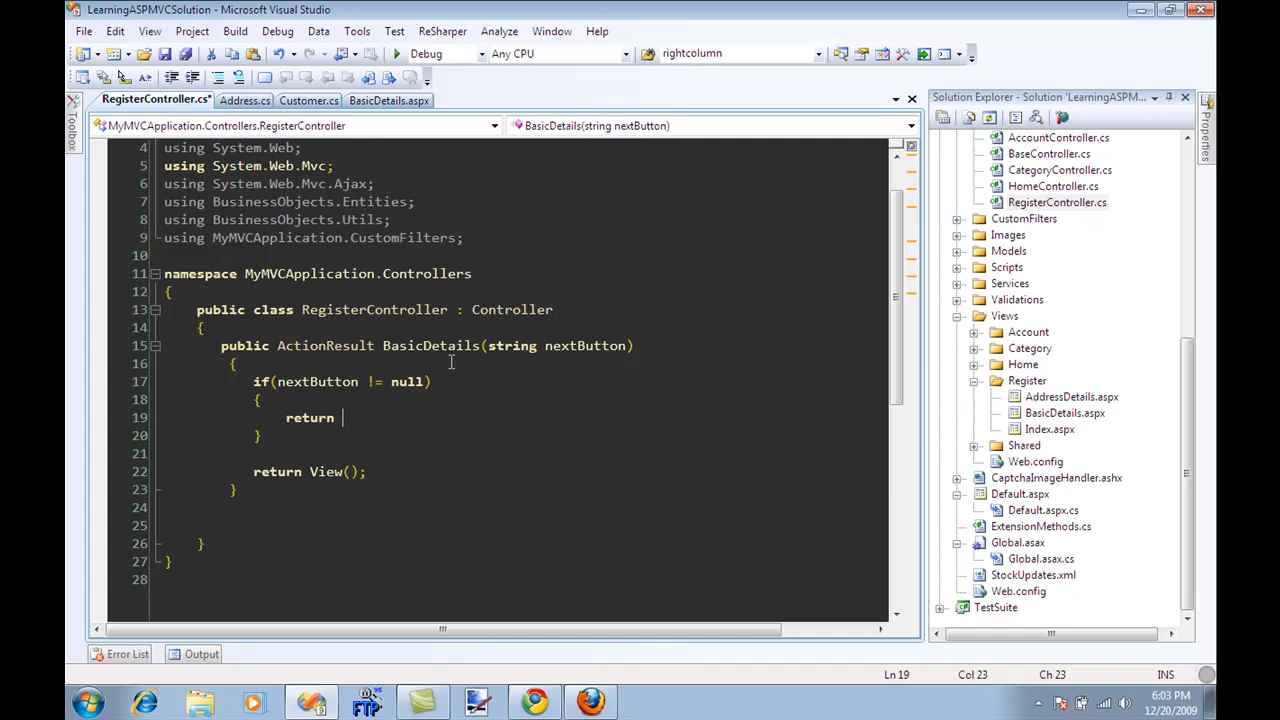 LearningASPMVCSolution - Microsoft Visual Studio
File Edit View Project Build Debug Data Tools Test ReSharper Analyze Window Help
Debug Any CPU rightcolumn
RegisterController.cs* Address.cs Customer.cs BasicDetails.aspx
MyMVCApplication.Controllers.RegisterController BasicDetails(string nextButton)
Toolbox
4 using System.Web;
5 using System.Web.Mvc;
6 using System.Web.Mvc.Ajax;
7 using BusinessObjects.Entities;
8 using BusinessObjects.Utils;
9 using MyMVCApplication.CustomFilters;
10
11 namespace MyMVCApplication.Controllers
12 {
13 public class RegisterController : Controller
14 {
15 public ActionResult BasicDetails(string nextButton)
16 {
17 if(nextButton != null)
18 {
19 return
20 }
21
22 return View();
23 }
24
25
26 }
27 }
28
Solution Explorer - Solution 'LearningASPM...
AccountController.cs
BaseController.cs
CategoryController.cs
HomeController.cs
RegisterController.cs
CustomFilters
Images
Models
Scripts
Services
Validations
Views
Account
Category
Home
Register
AddressDetails.aspx
BasicDetails.aspx
Index.aspx
Shared
Web.config
CaptchaImageHandler.ashx
Default.aspx
Default.aspx.cs
ExtensionMethods.cs
Global.asax
Global.asax.cs
StockUpdates.xml
Web.config
TestSuite
Properties
Error List Output
Ln 19 Col 23 Ch 23 INS
FTP
6:03 PM
12/20/2009